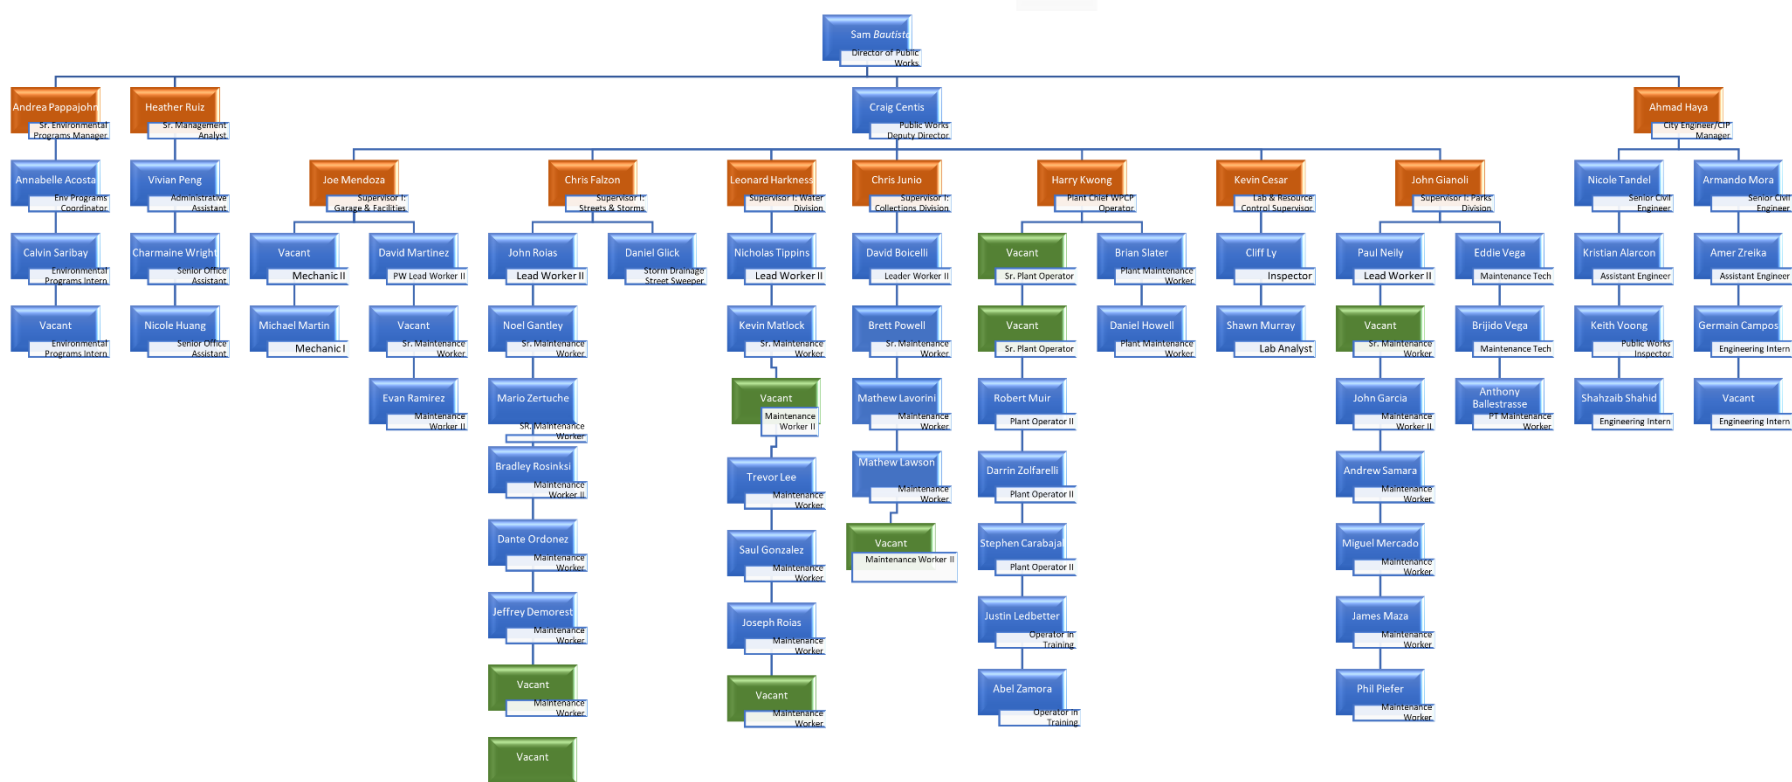 Sam Bautista
Director of Public
Works
Andrea Pappajohn
Sr. Environmental
Programs Manager
Heather Ruiz
Sr. Management
Analyst
Craig Centis
Public Works
Deputy Director
Ahmad Haya
City Engineer/CIP
Manager
Annabelle Acosta
Env Programs
Coordinator
Vivian Peng
Administrative
Assistant
Joe Mendoza
Supervisor I:
Garage & Facilities
Chris Falzon
Supervisor I:
Streets & Storms
Leonard Harkness
Supervisor I: Water
Division
Chris Junio
Supervisor I:
Collections Division
Harry Kwong
Plant Chief WPCP
Operator
Kevin Cesar
Lab & Resource
Control Supervisor
John Gianoli
Supervisor I: Parks
Division
Nicole Tandel
Senior Civil
Engineer
Armando Mora
Senior Civil
Engineer
Calvin Saribay
Environmental
Programs Intern
Charmaine Wright
Senior Office
Assistant
Vacant
Mechanic II
David Martinez
PW Lead Worker II
John Roias
Lead Worker II
Daniel Glick
Storm Drainage
Street Sweeper
Nicholas Tippins
Lead Worker II
David Boicelli
Leader Worker II
Vacant
Sr. Plant Operator
Brian Slater
Plant Maintenance
Worker
Cliff Ly
Inspector
Paul Neily
Lead Worker II
Eddie Vega
Maintenance Tech
Kristian Alarcon
Assistant Engineer
Amer Zreika
Assistant Engineer
Vacant
Environmental
Programs Intern
Nicole Huang
Senior Office
Assistant
Michael Martin
Mechanic I
Vacant
Sr. Maintenance
Worker
Noel Gantley
Sr. Maintenance
Worker
Kevin Matlock
Sr. Maintenance
Worker
Brett Powell
Sr. Maintenance
Worker
Vacant
Sr. Plant Operator
Daniel Howell
Plant Maintenance
Worker
Shawn Murray
Lab Analyst
Vacant
Sr. Maintenance
Worker
Brijido Vega
Maintenance Tech
Keith Voong
Public Works
Inspector
Germain Campos
Engineering Intern
Evan Ramirez
Maintenance
Worker II
Mario Zertuche
SR. Maintenance
Worker
Vacant
Maintenance
Worker II
Mathew Lavorini
Maintenance
Worker
Robert Muir
Plant Operator II
John Garcia
Maintenance
Worker II
Anthony
Ballestrasse
PT Maintenance
Worker
Shahzaib Shahid
Engineering Intern
Vacant
Engineering Intern
Bradley Rosinksi
Maintenance
Worker II
Trevor Lee
Maintenance
Worker
Mathew Lawson
Maintenance
Worker
Darrin Zolfarelli
Plant Operator II
Andrew Samara
Maintenance
Worker
Dante Ordonez
Maintenance
Worker
Saul Gonzalez
Maintenance
Worker
Vacant
Maintenance Worker II
Stephen Carabajal
Plant Operator II
Miguel Mercado
Maintenance
Worker
Jeffrey Demorest
Maintenance
Worker
Joseph Roias
Maintenance
Worker
Justin Ledbetter
Operator in
Training
James Maza
Maintenance
Worker
Vacant
Maintenance
Worker
Vacant
Maintenance
Worker
Abel Zamora
Operator in
Training
Phil Piefer
Maintenance
Worker
Vacant